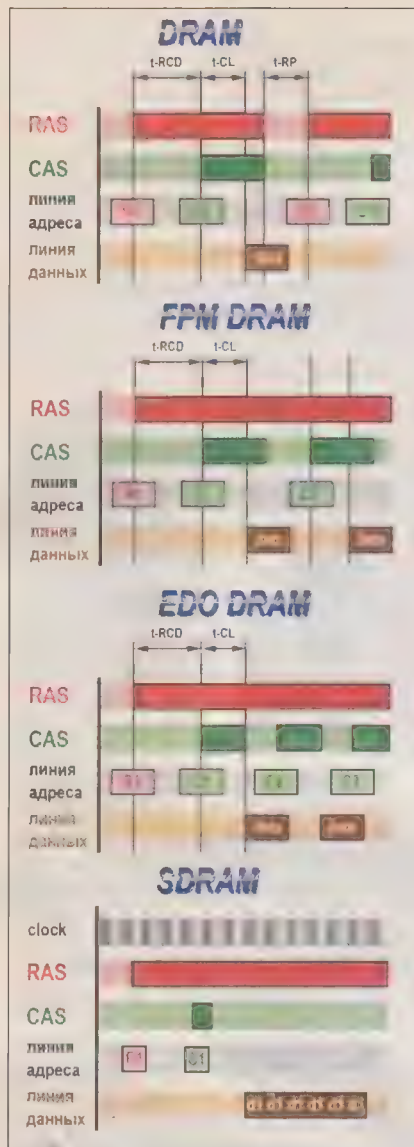 DRAM
t-RCD t-CL t-RP
RAS
CAS
линия
адреса
линия
данных
FPM DRAM
t-RCD t-CL
RAS
CAS
линия
адреса
линия
данных
EDO DRAM
t-RCD t-CL
RAS
CAS
линия
адреса
линия
данных
SDRAM
clock
RAS
CAS
линия
адреса
линия
данных